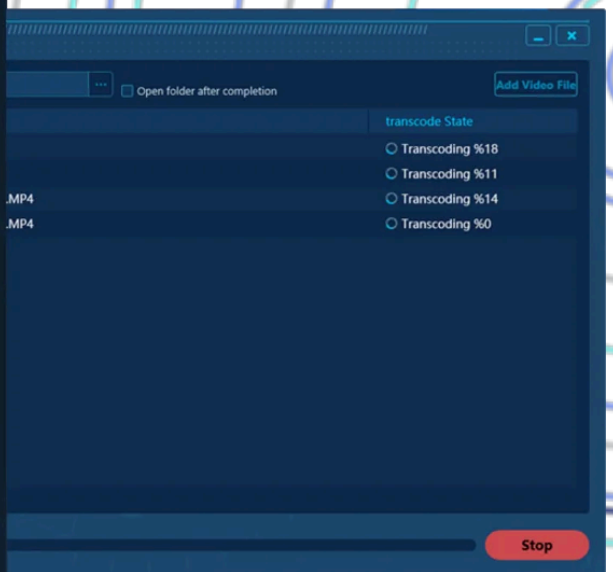 Open folder after completion
Add Video File
transcode State
Transcoding %18
Transcoding %11
.MP4 Transcoding %14
.MP4 Transcoding %0
Stop